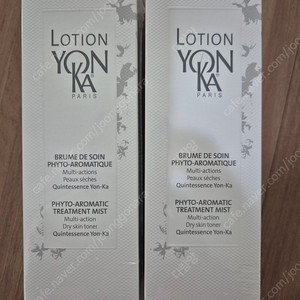 LOTION
YON
KA
PARIS
BRUME DE SOIN
PHYTO-AROMATIQUE
Multi-actions
Peaux sèches
Quintessence Yon-Ka
PHYTO-AROMATIC
TREATMENT MIST
Multi-action
Dry skin toner
Quintessence Yon-Ka
LOTION
YON
KA
PARIS
BRUME DE SOIN
PHYTO-AROMATIQUE
Multi-actions
Peaux sèches
Quintessence Yon-Ka
PHYTO-AROMATIC
TREATMENT MIST
Multi-action
Dry skin toner
Quintessence Yon-Ka